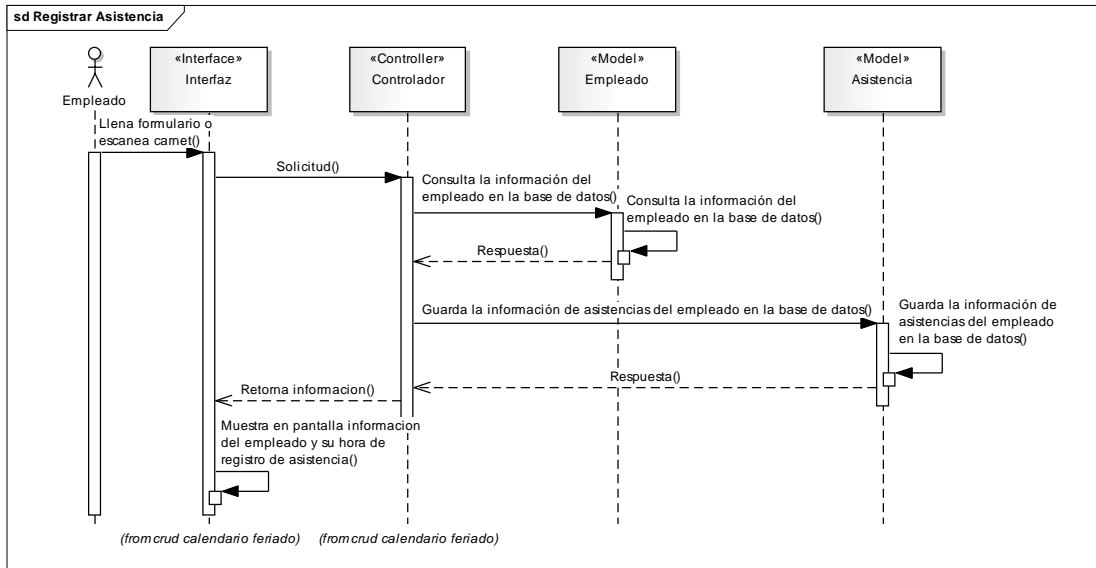 sd Registrar Asistencia
Empleado
«Interface»
Interfaz
«Controller»
Controlador
«Model»
Empleado
«Model»
Asistencia
Llena formulario o
escanea carnet()
Solicitud()
Consulta la información del
empleado en la base de datos()
Consulta la información del
empleado en la base de datos()
Respuesta()
Guarda la información de asistencias del empleado en la base de datos()
Guarda la información de
asistencias del empleado
en la base de datos()
Respuesta()
Retorna informacion()
Muestra en pantalla informacion
del empleado y su hora de
registro de asistencia()
(from crud calendario feriado)
(from crud calendario feriado)